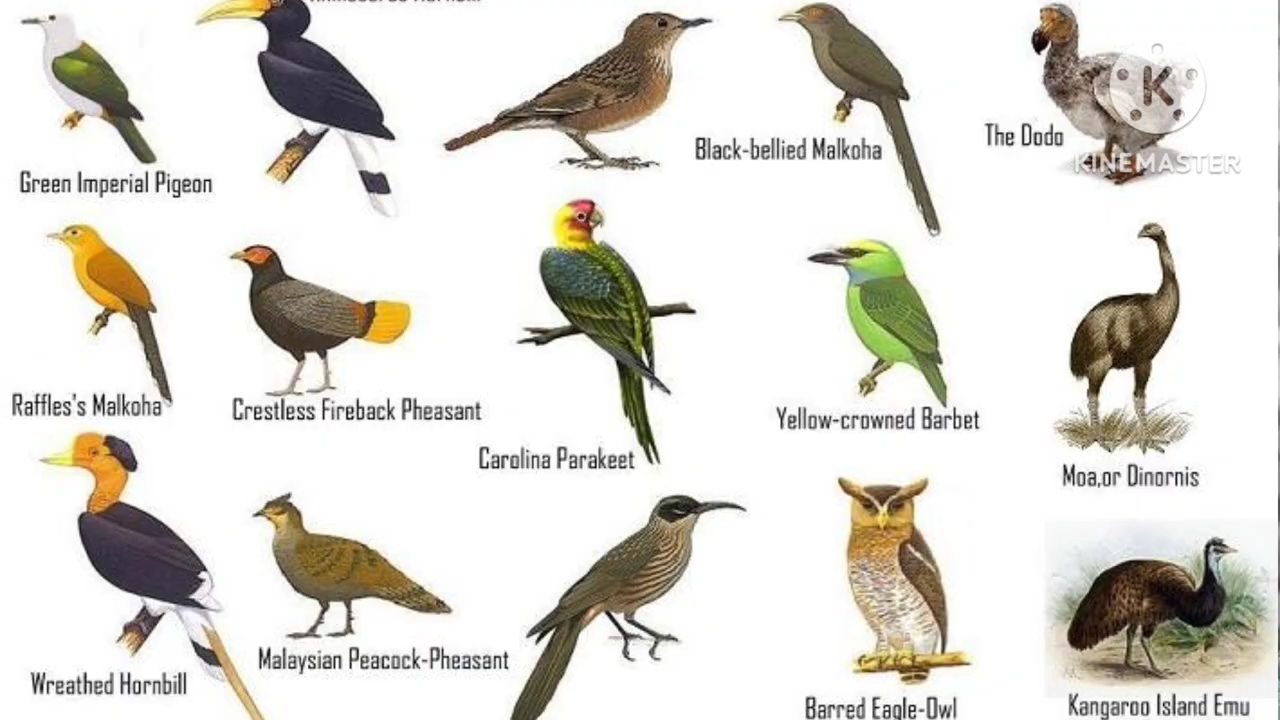 Green Imperial Pigeon
Black-bellied Malkoha
The Dodo
K
KINEMASTER
Raffles's Malkoha
Crestless Fireback Pheasant
Carolina Parakeet
Yellow-crowned Barbet
Moa,or Dinornis
Wreathed Hornbill
Malaysian Peacock-Pheasant
Barred Eagle-Owl
Kangaroo Island Emu